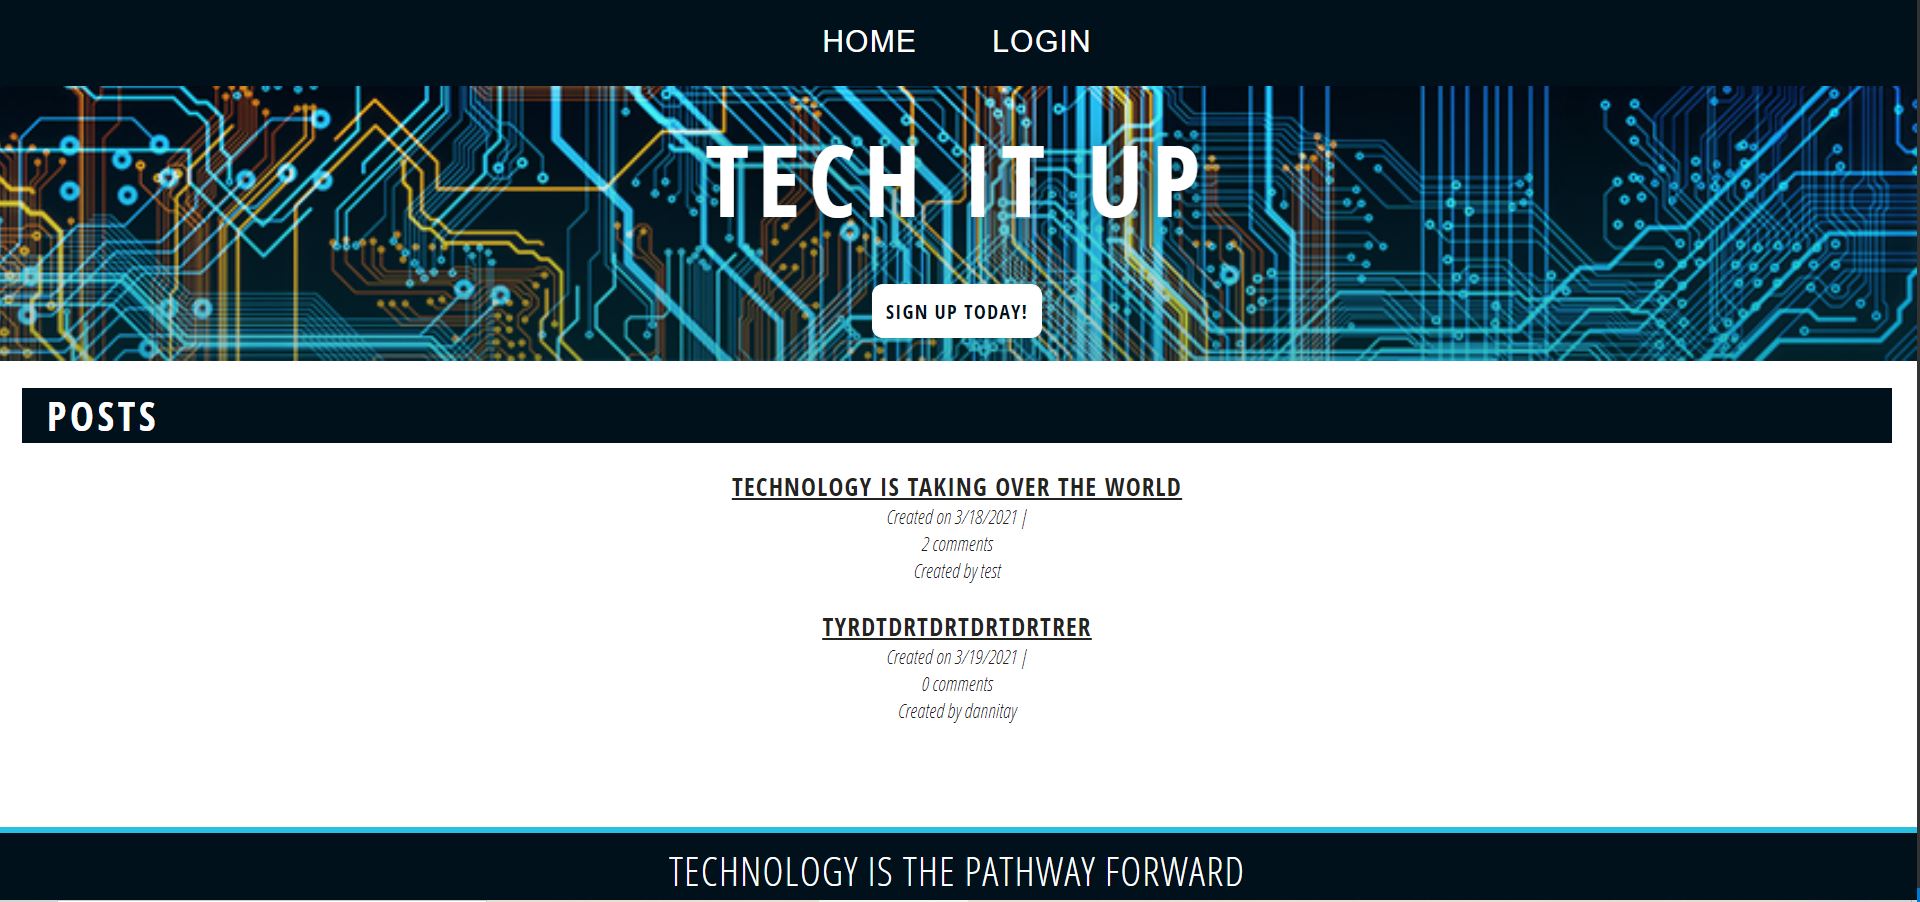 HOME LOGIN
TECH IT UP
SIGN UP TODAY!
POSTS
TECHNOLOGY IS TAKING OVER THE WORLD
Created on 3/18/2021 |
2 comments
Created by test
TYRDTDRTDRTDRTDRTRER
Created on 3/19/2021 |
0 comments
Created by dannitay
TECHNOLOGY IS THE PATHWAY FORWARD